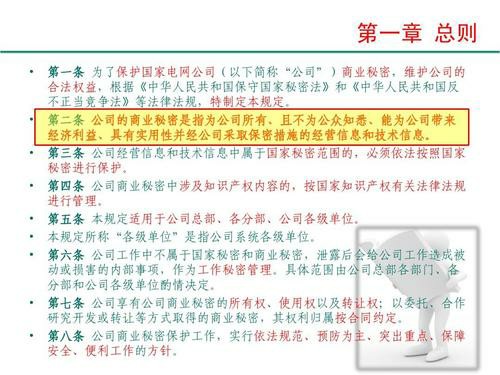 第一章 总则
• 第一条 为了保护国家电网公司（以下简称“公司”）商业秘密，维护公司的
合法权益，根据《中华人民共和国保守国家秘密法》和《中华人民共和国反
不正当竞争法》等法律法规，特制定本规定。
• 第二条 公司的商业秘密是指为公司所有、且不为公众知悉、能为公司带来
经济利益、具有实用性并经公司采取保密措施的经营信息和技术信息。
• 第三条 公司经营信息和技术信息中属于国家秘密范围的，必须依法按照国家
秘密进行保护。
• 第四条 公司商业秘密中涉及知识产权内容的，按国家知识产权有关法律法规
进行管理。
• 第五条 本规定适用于公司总部、各分部、公司各级单位。
• 本规定所称“各级单位”是指公司系统各级单位。
• 第六条 公司工作中不属于国家秘密和商业秘密，泄露后会给公司工作造成被
动或损害的内部事项，作为工作秘密管理。具体范围由公司总部各部门、各
分部和公司各级单位酌情决定。
• 第七条 公司享有公司商业秘密的所有权、使用权以及转让权；以委托、合作
研究开发或转让等方式取得的商业秘密，其权利归属按合同约定。
• 第八条 公司商业秘密保护工作，实行依法规范、预防为主、突出重点、保障
安全、便利工作的方针。